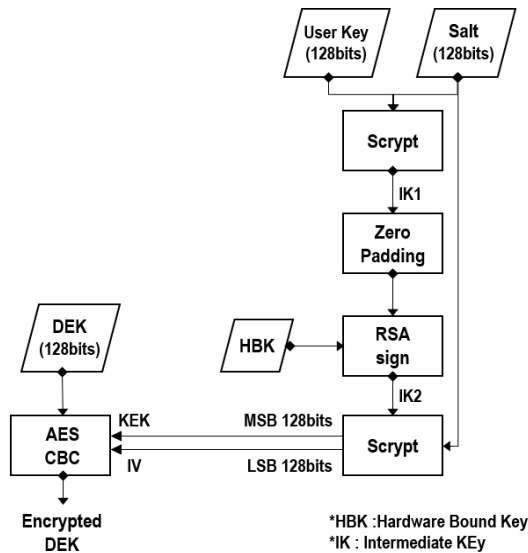 User Key
(128bits)
Salt
(128bits)
Scrypt
IK1
Zero
Padding
DEK
(128bits)
HBK
RSA
sign
IK2
AES
CBC
KEK
MSB 128bits
IV
LSB 128bits
Scrypt
Encrypted
DEK
*HBK :Hardware Bound Key
*IK : Intermediate KEy